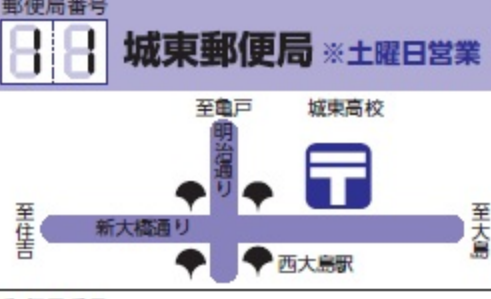 郵便局番号
11 城東郵便局 ※土曜日営業
至亀戸
城東高校
明治通り
至住吉
新大橋通り
至大島
西大島駅